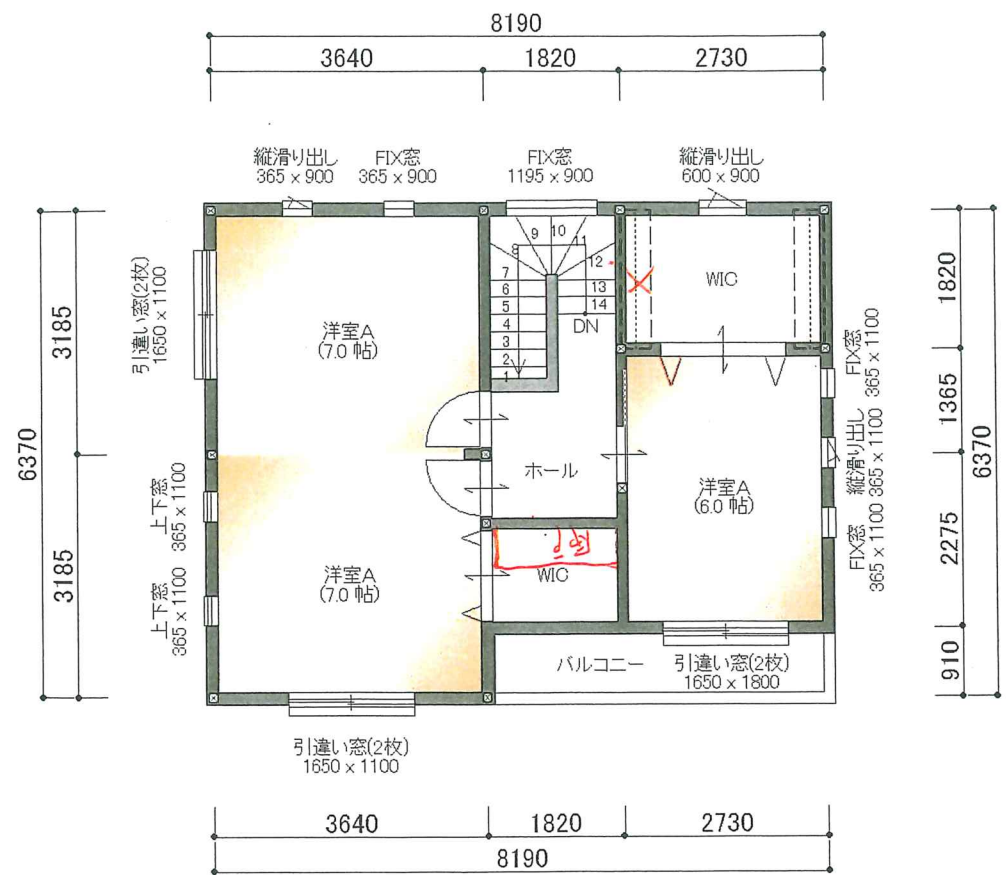 8190
3640
1820
2730
縦滑り出し
365 x 900
FIX窓
365 x 900
FIX窓
1195 x 900
縦滑り出し
600 x 900
引違い窓(2枚)
1650 x 1100
6370
3185
3185
洋室A
(7.0 帖)
9
10
11
8
12
7
13
6
14
5
DN
4
3
2
1
WIC
1820
1365
2275
910
6370
FIX窓
365 x 1100
縦滑り出し
365 x 1100
FIX窓
365 x 1100
ホール
洋室A
(6.0 帖)
上下窓
365 x 1100
上下窓
365 x 1100
洋室A
(7.0 帖)
WIC
バルコニー
引違い窓(2枚)
1650 x 1800
引違い窓(2枚)
1650 x 1100
3640
1820
2730
8190